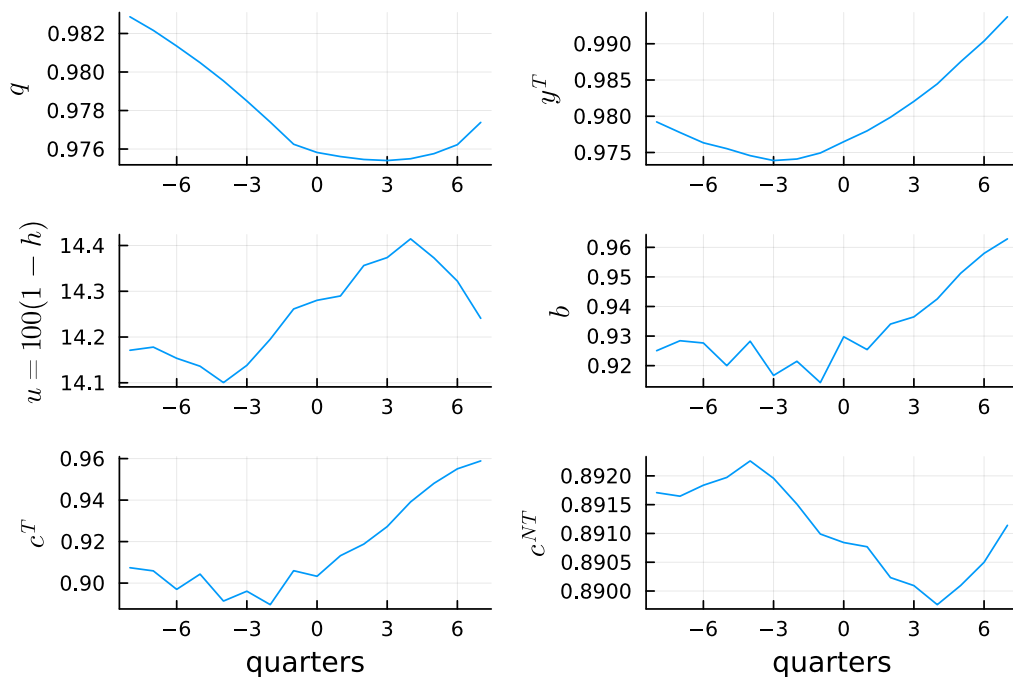 q
0.982
0.980
0.978
0.976
−6 −3 0 3 6
y^T
0.990
0.985
0.980
0.975
−6 −3 0 3 6
u = 100(1 − h)
14.4
14.3
14.2
14.1
−6 −3 0 3 6
b
0.96
0.95
0.94
0.93
0.92
−6 −3 0 3 6
c^T
0.96
0.94
0.92
0.90
−6 −3 0 3 6
quarters
c^{NT}
0.8920
0.8915
0.8910
0.8905
0.8900
−6 −3 0 3 6
quarters